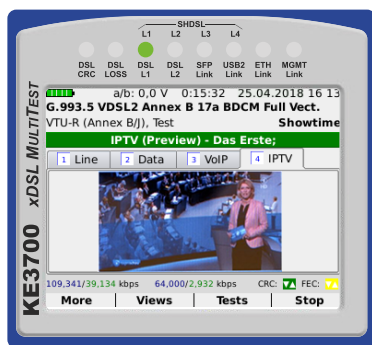 SHDSL
L1 L2 L3 L4
DSL CRC
DSL LOSS
DSL L1
DSL L2
SFP Link
USB2 Link
ETH Link
MGMT Link
KE3700 xDSL MULTITEST
a/b: 0,0 V 0:15:32 25.04.2018 16 13
G.993.5 VDSL2 Annex B 17a BDCM Full Vect.
VTU-R (Annex B/J), Test Showtime
IPTV (Preview) - Das Erste;
1 Line 2 Data 3 VoIP 4 IPTV
109,341/39,134 kbps 64,000/2,932 kbps CRC: FEC:
More Views Tests Stop